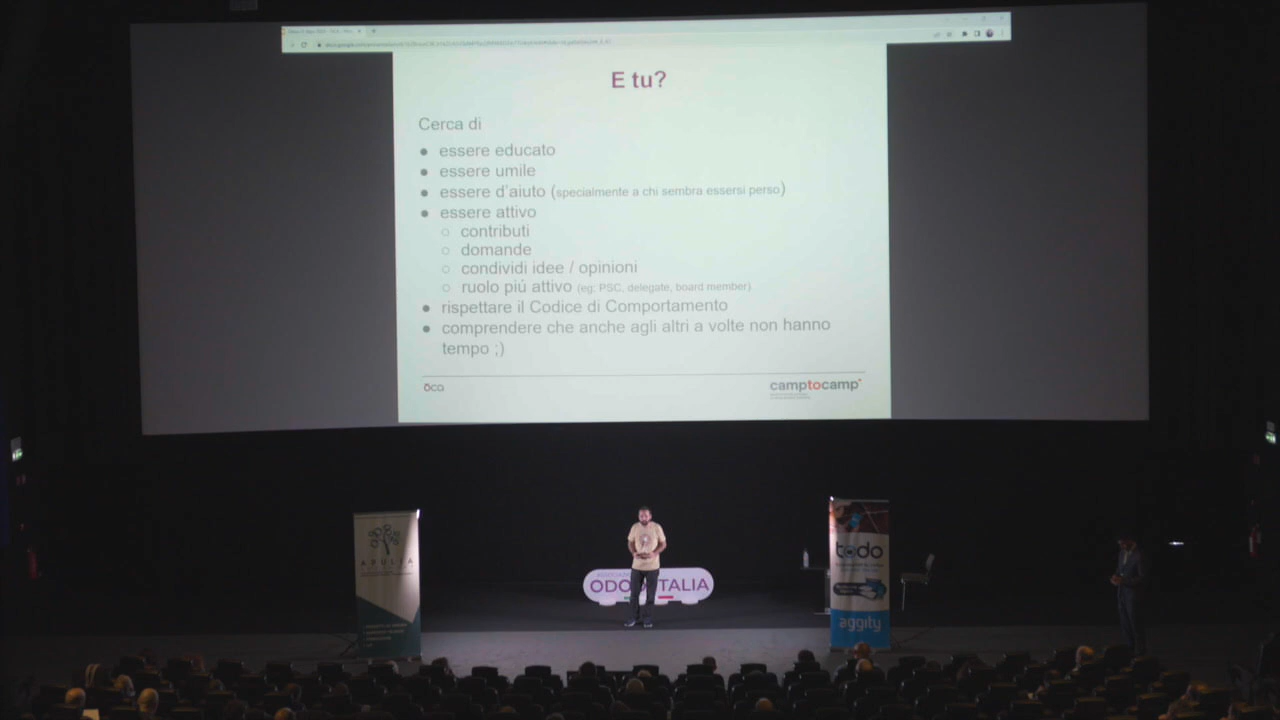 E tu?
Cerca di
● essere educato
● essere umile
● essere d'aiuto (specialmente a chi sembra essersi perso)
● essere attivo
○ contributi
○ domande
○ condividi idee / opinioni
○ ruolo piú attivo (eg: PSC, delegate, board member)
● rispettare il Codice di Comportamento
● comprendere che anche agli altri a volte non hanno
tempo ;)
oca
camptocamp
APULIA
ODOO ITALIA
todo
aggity